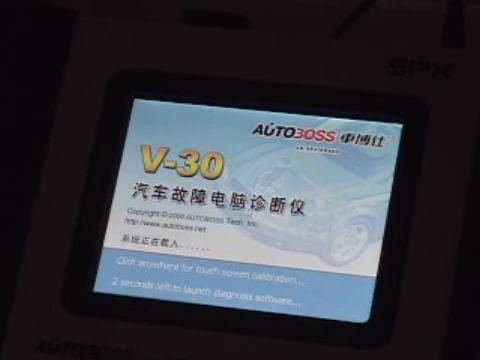 SPX
AUTOBOSS 車博仕
V-30
汽车故障电脑诊断仪
Copyright © 2006 AUTOBOSS Tech. Inc.
http://www.autoboss.net
系统正在载入......
Click anywhere for touch screen calibration...
2 seconds left to launch diagnosis software...
AUTOBOSS